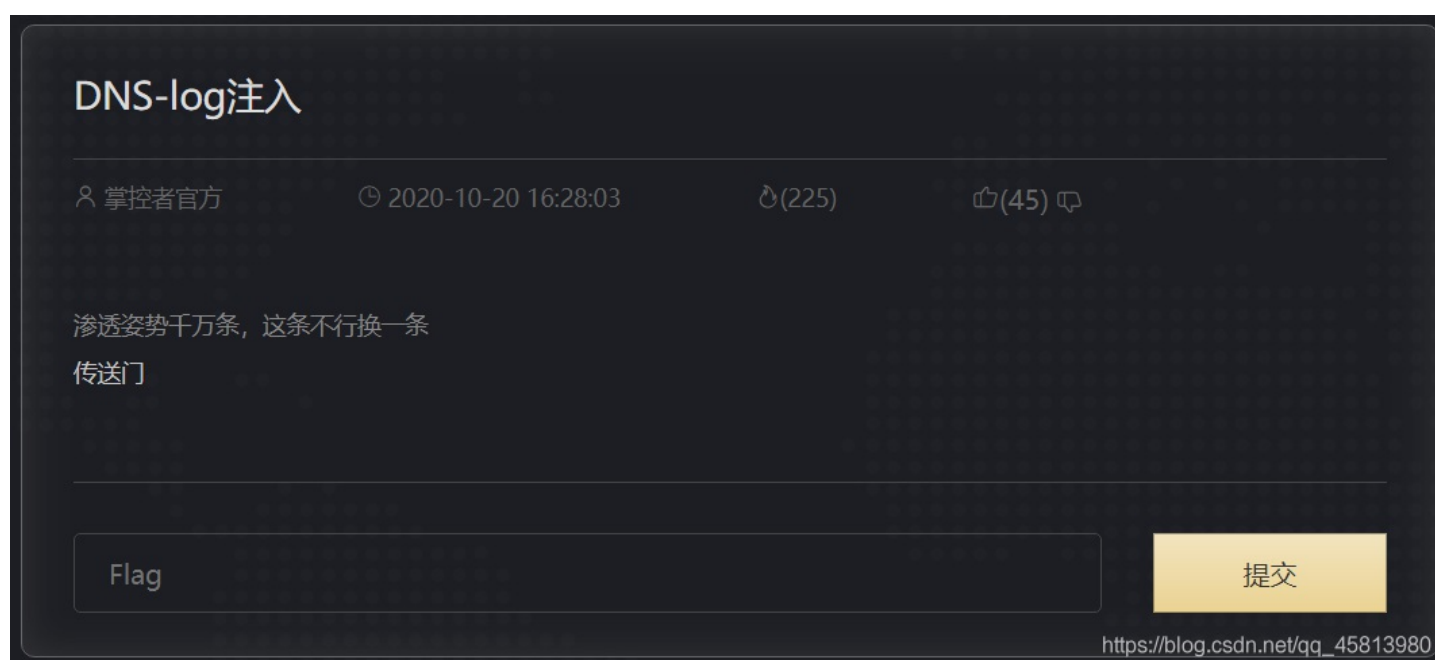 DNS-log注入
掌控者官方 2020-10-20 16:28:03 (225) (45)
渗透姿势千万条，这条不行换一条
传送门
Flag 提交
https://blog.csdn.net/qq_45813980